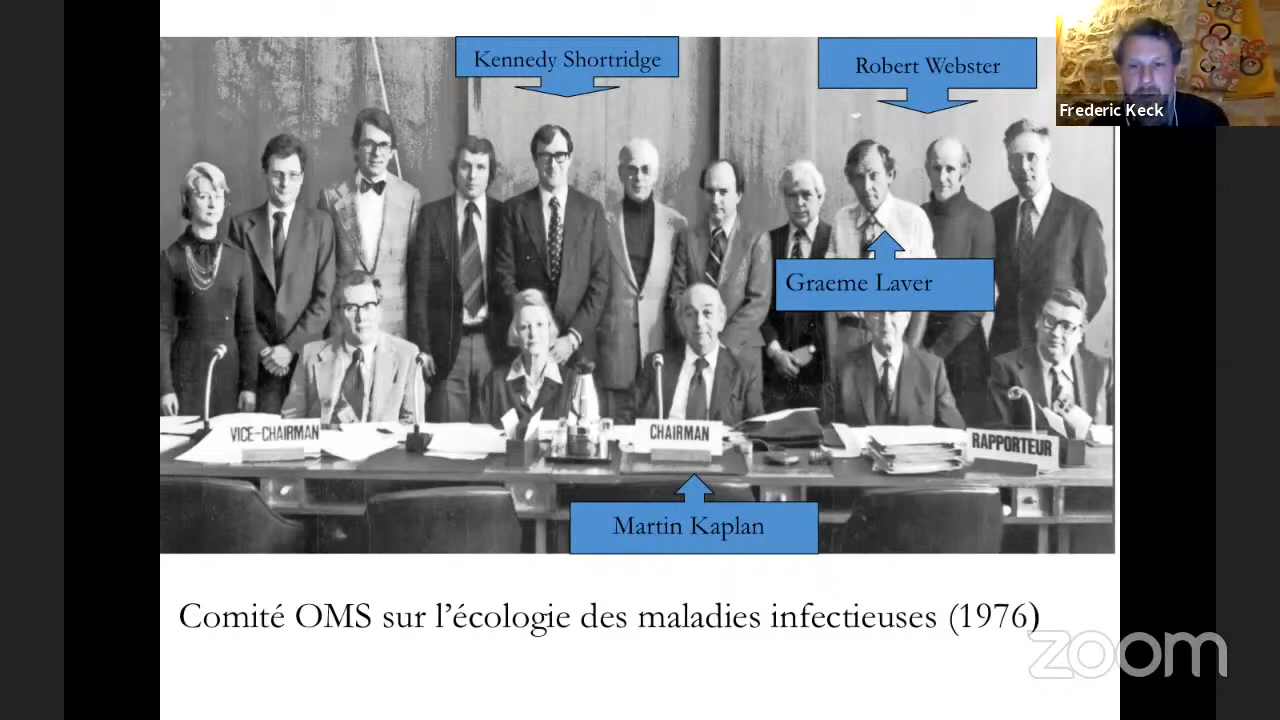 Kennedy Shortridge
Robert Webster
Frederic Keck
Graeme Laver
VICE-CHAIRMAN
CHAIRMAN
RAPPORTEUR
Martin Kaplan
Comité OMS sur l’écologie des maladies infectieuses (1976)
zoom